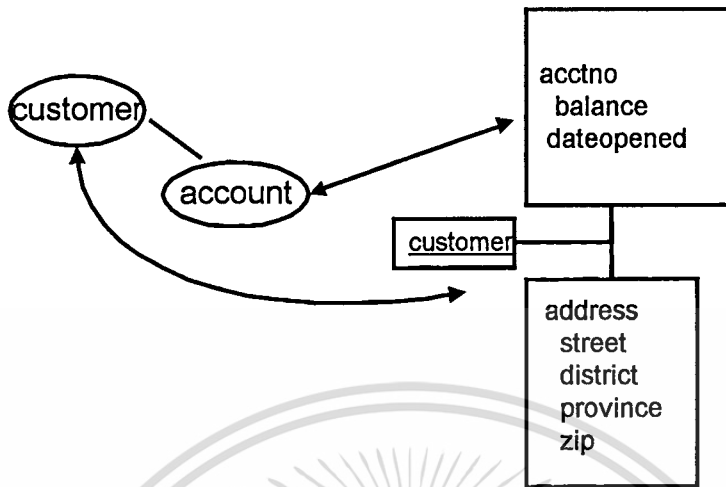 customer
account
acctno
balance
dateopened
customer
address
street
district
province
zip